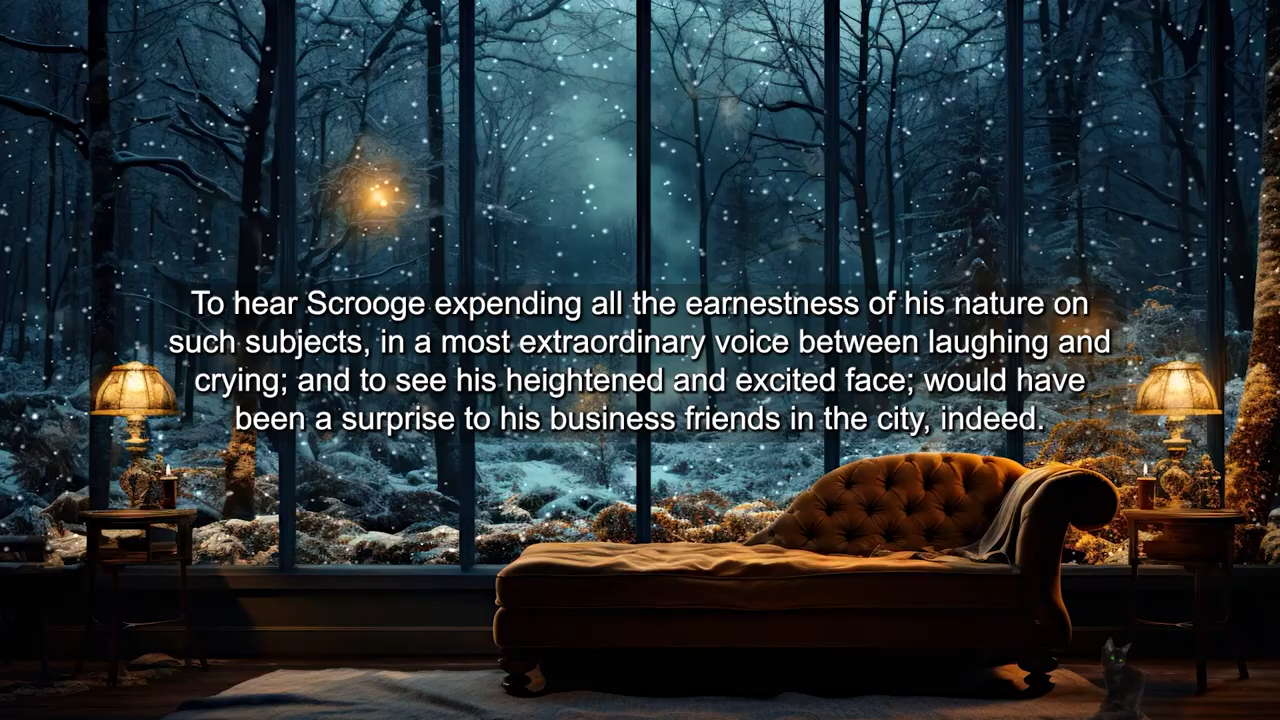 To hear Scrooge expending all the earnestness of his nature on
such subjects, in a most extraordinary voice between laughing and
crying; and to see his heightened and excited face; would have
been a surprise to his business friends in the city, indeed.